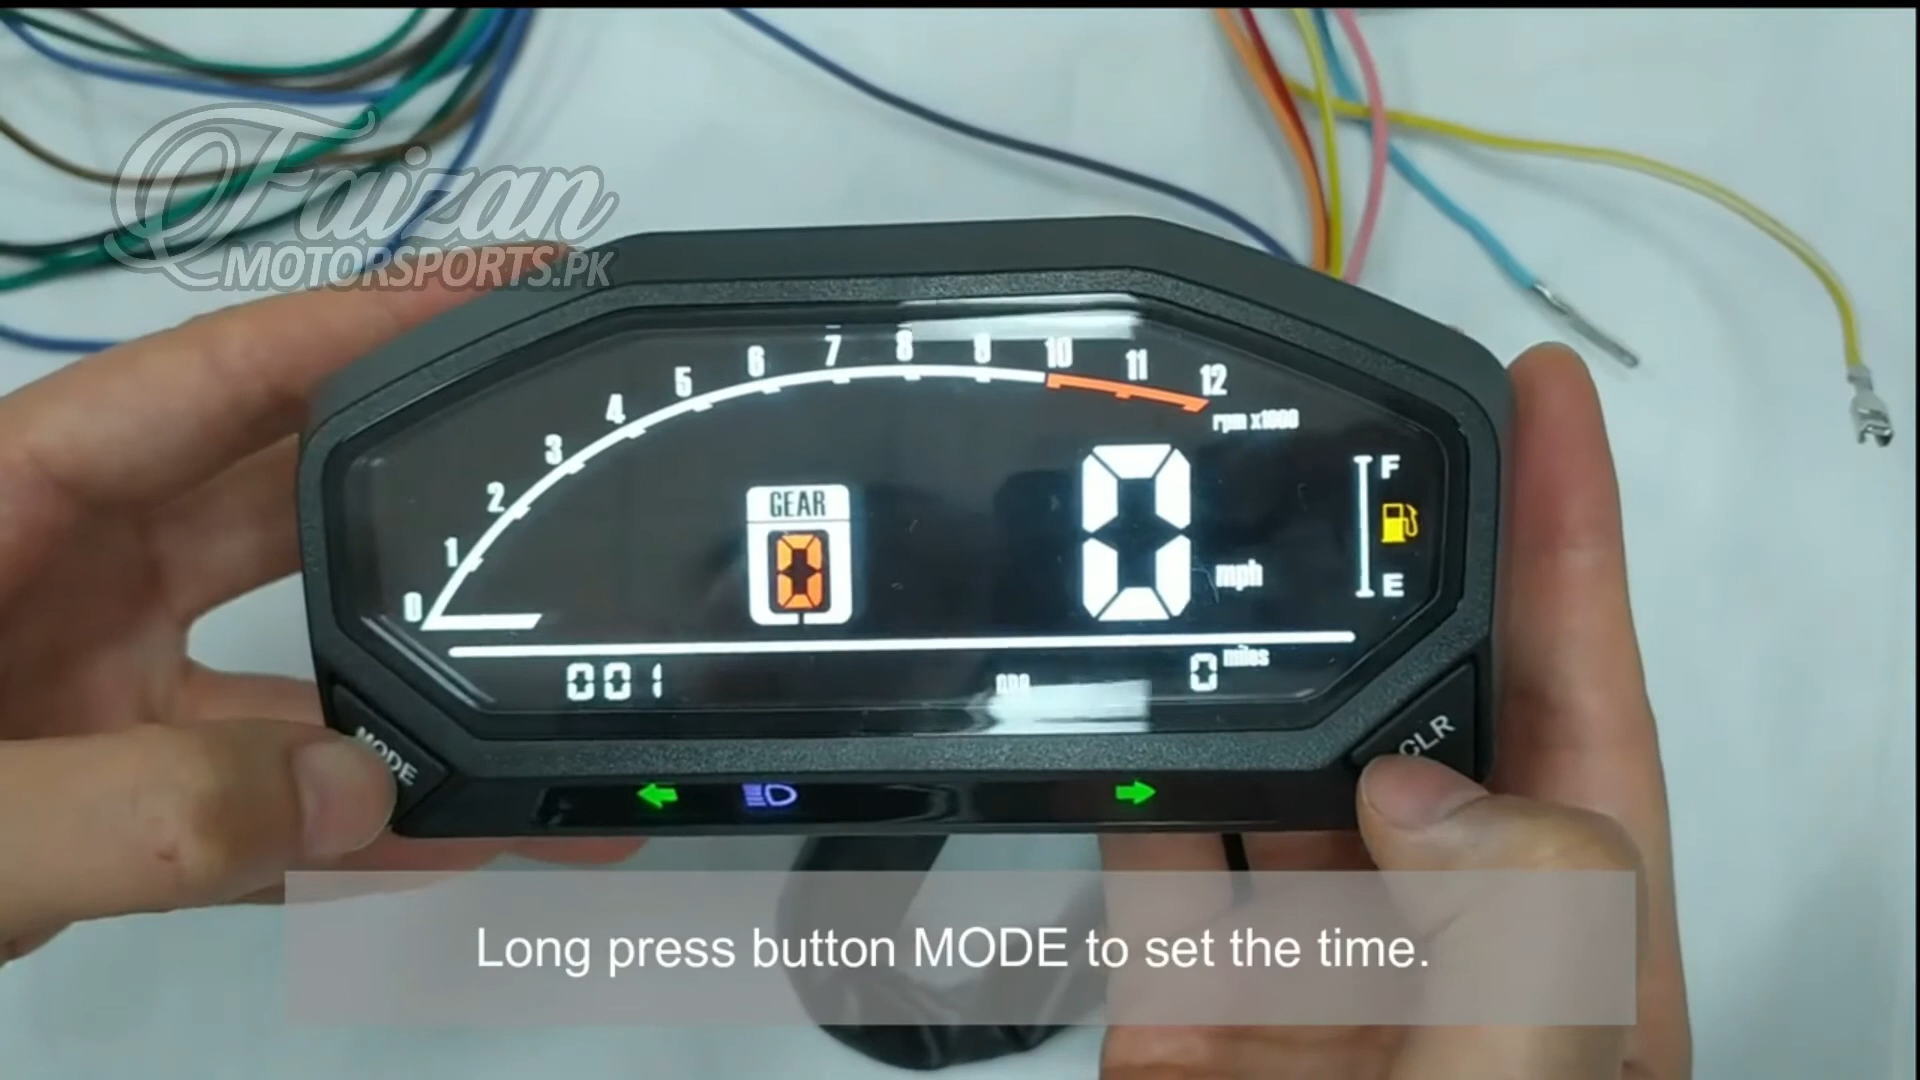 Faizan
MOTORSPORTS.PK
0 1 2 3 4 5 6 7 8 9 10 11 12
rpm x1000
GEAR
0
0
mph
F
E
001
0 miles
MODE
CLR
Long press button MODE to set the time.